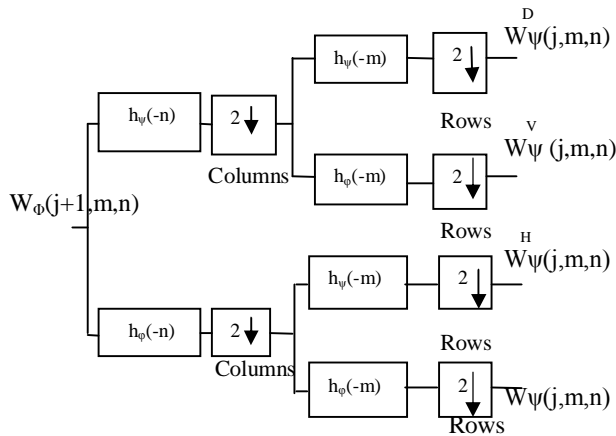 D
Wψ(j,m,n)
hψ(-m)
2
Rows
hψ(-n)
2
Columns
V
Wψ (j,m,n)
hφ(-m)
2
Rows
WΦ(j+1,m,n)
H
Wψ(j,m,n)
hψ(-m)
2
Rows
hφ(-n)
2
Columns
hφ(-m)
2
Wψ(j,m,n)
Rows